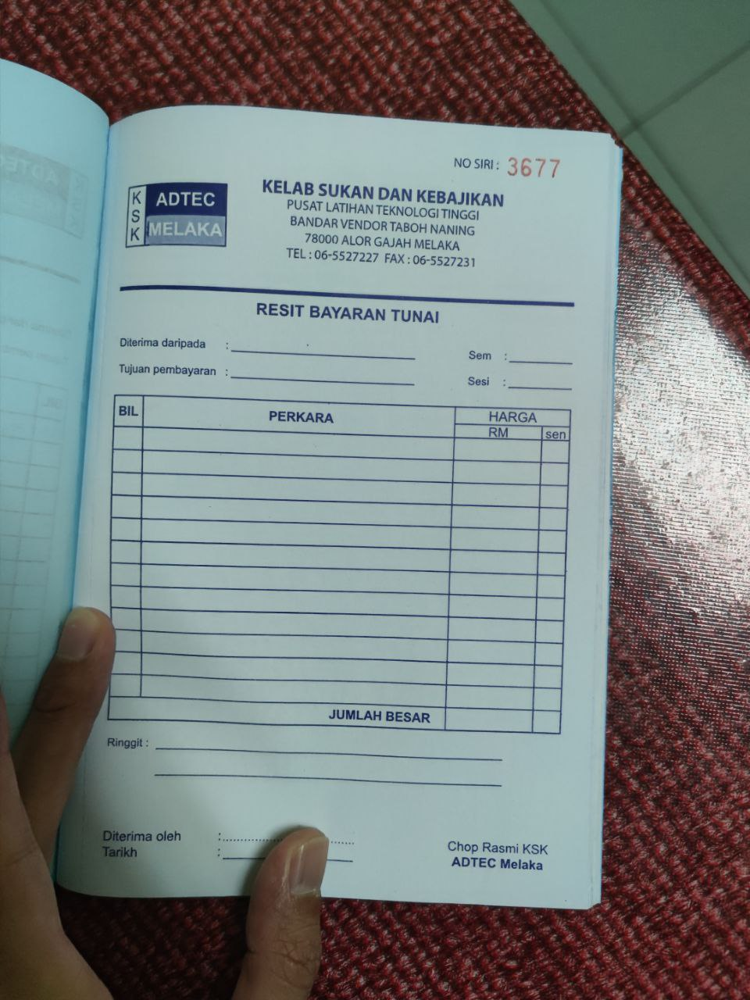 NO SIRI : 3677
KSK
ADTEC
MELAKA
KELAB SUKAN DAN KEBAJIKAN
PUSAT LATIHAN TEKNOLOGI TINGGI
BANDAR VENDOR TABOH NANING
78000 ALOR GAJAH MELAKA
TEL : 06-5527227 FAX : 06-5527231
RESIT BAYARAN TUNAI
Diterima daripada : Sem :
Tujuan pembayaran : Sesi :
BIL PERKARA HARGA
RM sen
JUMLAH BESAR
Ringgit :
Diterima oleh :
Tarikh :
Chop Rasmi KSK
ADTEC Melaka